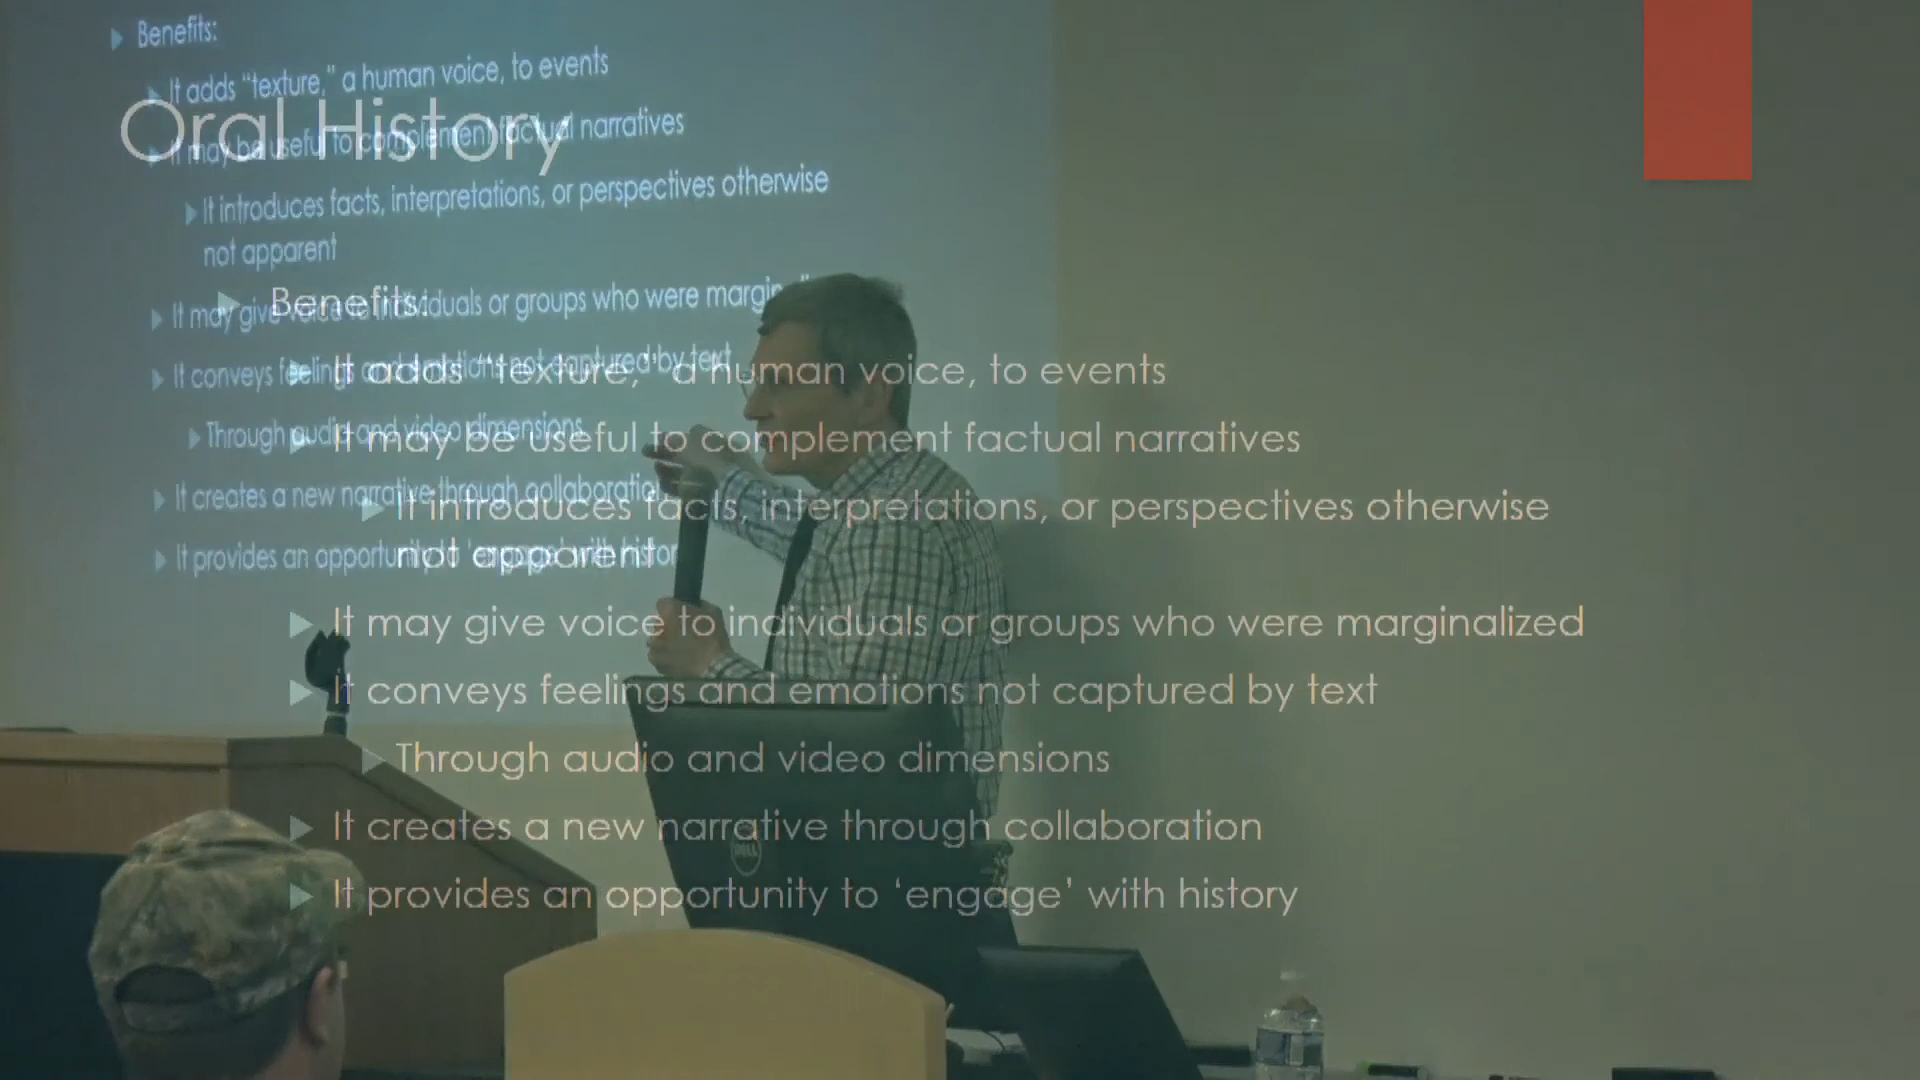 Oral History
Benefits:
It adds “texture,” a human voice, to events
It may be useful to complement factual narratives
It introduces facts, interpretations, or perspectives otherwise
not apparent
It may give voice to individuals or groups who were marginalized
It conveys feelings and emotions not captured by text
Through audio and video dimensions
It creates a new narrative through collaboration
It provides an opportunity to ‘engage’ with history
Benefits:
It adds “texture,” a human voice, to events
It may be useful to complement factual narratives
It introduces facts, interpretations, or perspectives otherwise
not apparent
It may give voice to individuals or groups who were
It conveys feelings and emotions not captured by text
Through audio and video dimensions
It creates a new narrative through collaboration
It provides an opportunity to 'engage' with
DELL